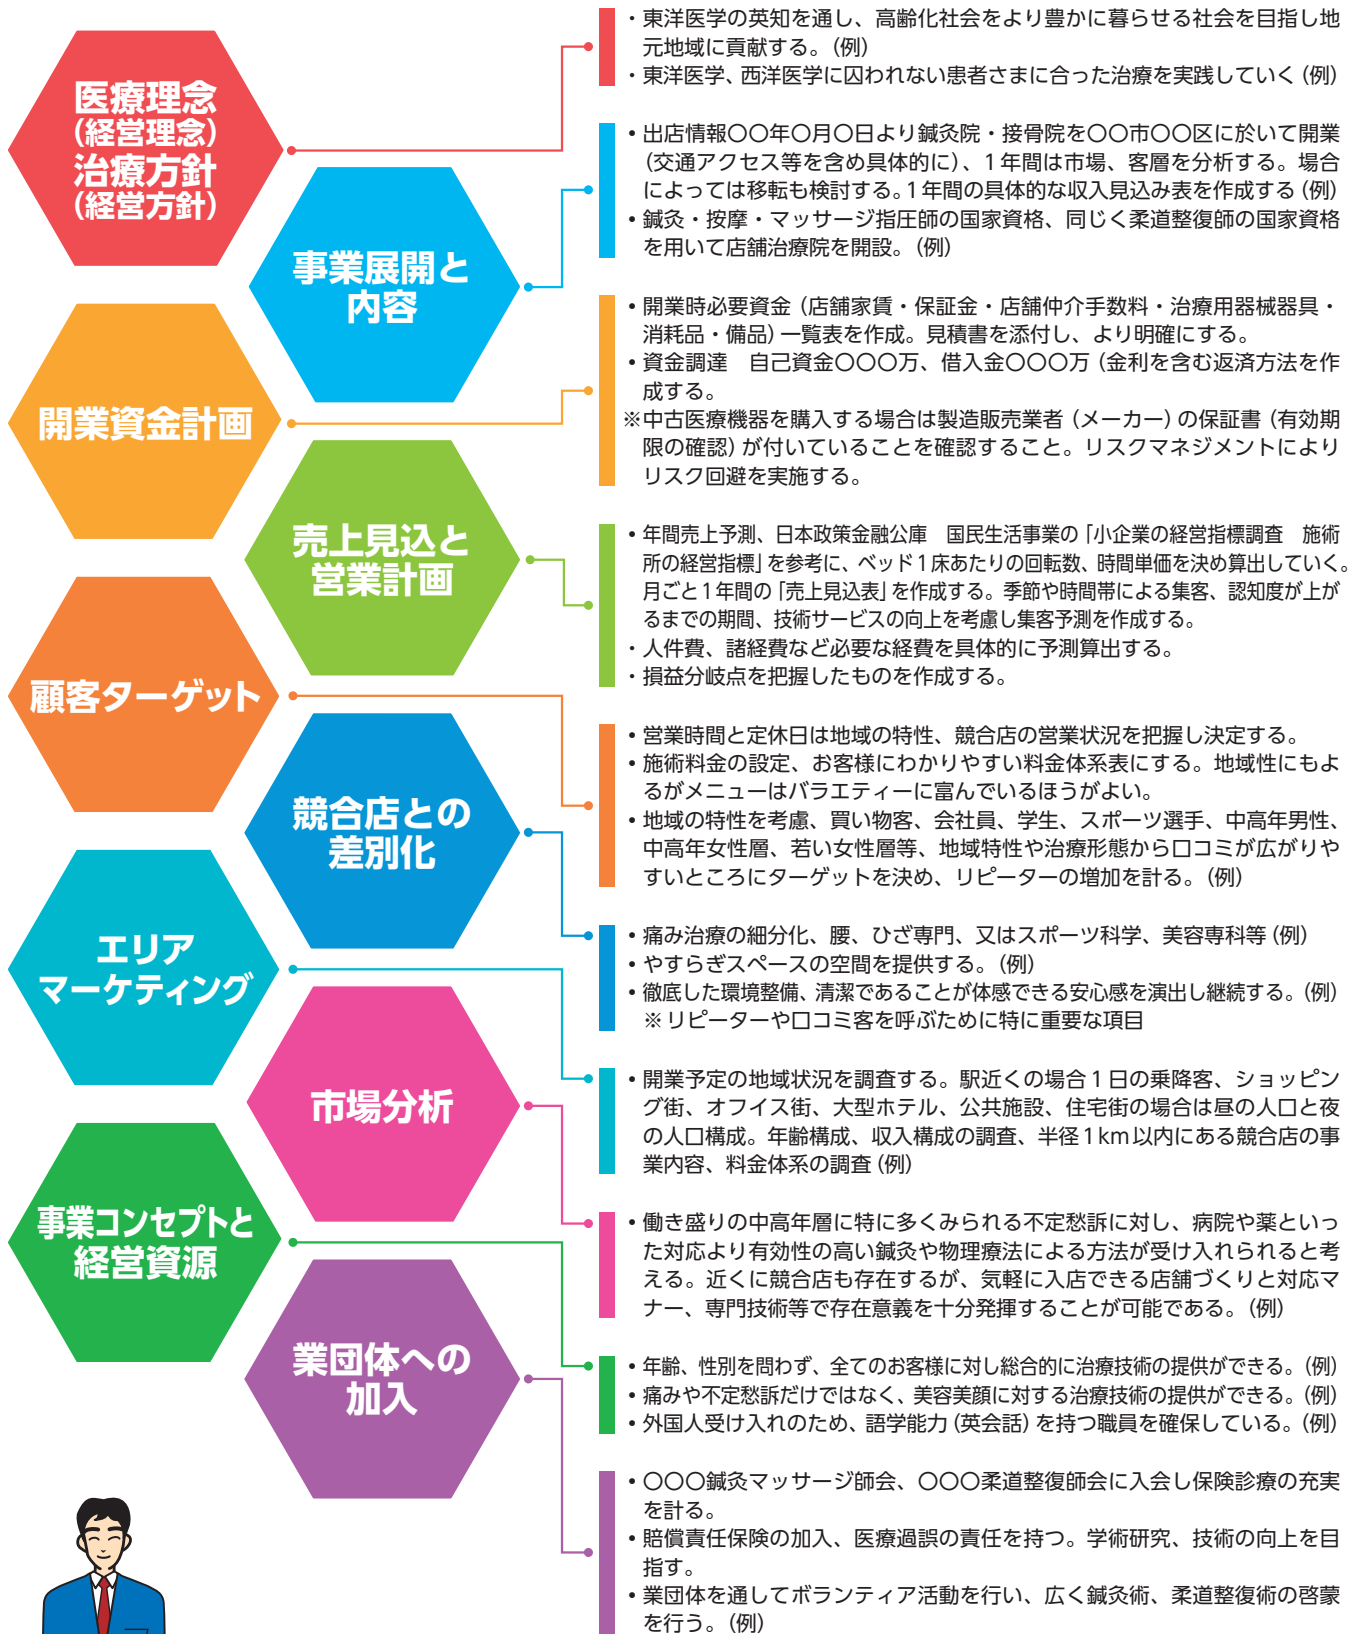 医療理念
(経営理念)
治療方針
(経営方針)
・東洋医学の英知を通し、高齢化社会をより豊かに暮らせる社会を目指し地
元地域に貢献する。(例)
・東洋医学、西洋医学に囚われない患者さまに合った治療を実践していく(例)
事業展開と
内容
・出店情報〇〇年〇月〇日より鍼灸院・接骨院を〇〇市〇〇区に於いて開業
(交通アクセス等を含め具体的に)、1年間は市場、客層を分析する。場合
によっては移転も検討する。1年間の具体的な収入見込み表を作成する(例)
・鍼灸・按摩・マッサージ指圧師の国家資格、同じく柔道整復師の国家資格
を用いて店舗治療院を開設。(例)
開業資金計画
・開業時必要資金(店舗家賃・保証金・店舗仲介手数料・治療用器械器具・
消耗品・備品)一覧表を作成。見積書を添付し、より明確にする。
・資金調達　自己資金〇〇〇万、借入金〇〇〇万(金利を含む返済方法を作
成する。
※中古医療機器を購入する場合は製造販売業者(メーカー)の保証書(有効期
限の確認)が付いていることを確認すること。リスクマネジメントにより
リスク回避を実施する。
売上見込と
営業計画
・年間売上予測、日本政策金融公庫　国民生活事業の「小企業の経営指標調査　施術
所の経営指標」を参考に、ベッド1床あたりの回転数、時間単価を決め算出していく。
月ごと1年間の「売上見込表」を作成する。季節や時間帯による集客、認知度が上が
るまでの期間、技術サービスの向上を考慮し集客予測を作成する。
・人件費、諸経費など必要な経費を具体的に予測算出する。
・損益分岐点を把握したものを作成する。
顧客ターゲット
・営業時間と定休日は地域の特性、競合店の営業状況を把握し決定する。
・施術料金の設定、お客様にわかりやすい料金体系表にする。地域性にもよ
るがメニューはバラエティーに富んでいるほうがよい。
・地域の特性を考慮、買い物客、会社員、学生、スポーツ選手、中高年男性、
中高年女性層、若い女性層等、地域特性や治療形態から口コミが広がりや
すいところにターゲットを決め、リピーターの増加を計る。(例)
競合店との
差別化
・痛み治療の細分化、腰、ひざ専門、又はスポーツ科学、美容専科等(例)
・やすらぎスペースの空間を提供する。(例)
・徹底した環境整備、清潔であることが体感できる安心感を演出し継続する。(例)
※リピーターや口コミ客を呼ぶために特に重要な項目
エリア
マーケティング
・開業予定の地域状況を調査する。駅近くの場合1日の乗降客、ショッピン
グ街、オフイス街、大型ホテル、公共施設、住宅街の場合は昼の人口と夜
の人口構成。年齢構成、収入構成の調査、半径1km以内にある競合店の事
業内容、料金体系の調査(例)
市場分析
・働き盛りの中高年層に特に多くみられる不定愁訴に対し、病院や薬といっ
た対応より有効性の高い鍼灸や物理療法による方法が受け入れられると考
える。近くに競合店も存在するが、気軽に入店できる店舗づくりと対応マ
ナー、専門技術等で存在意義を十分発揮することが可能である。(例)
事業コンセプトと
経営資源
・年齢、性別を問わず、全てのお客様に対し総合的に治療技術の提供ができる。(例)
・痛みや不定愁訴だけではなく、美容美顔に対する治療技術の提供ができる。(例)
・外国人受け入れのため、語学能力(英会話)を持つ職員を確保している。(例)
業団体への
加入
・〇〇〇鍼灸マッサージ師会、〇〇〇柔道整復師会に入会し保険診療の充実
を計る。
・賠償責任保険の加入、医療過誤の責任を持つ。学術研究、技術の向上を目
指す。
・業団体を通してボランティア活動を行い、広く鍼灸術、柔道整復術の啓蒙
を行う。(例)